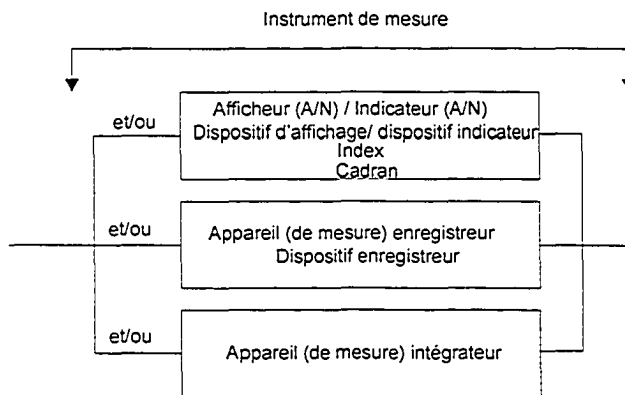 Instrument de mesure
et/ou
Afficheur (A/N) / Indicateur (A/N)
Dispositif d'affichage/ dispositif indicateur
Index
Cadran
et/ou
Appareil (de mesure) enregistreur
Dispositif enregistreur
et/ou
Appareil (de mesure) intégrateur